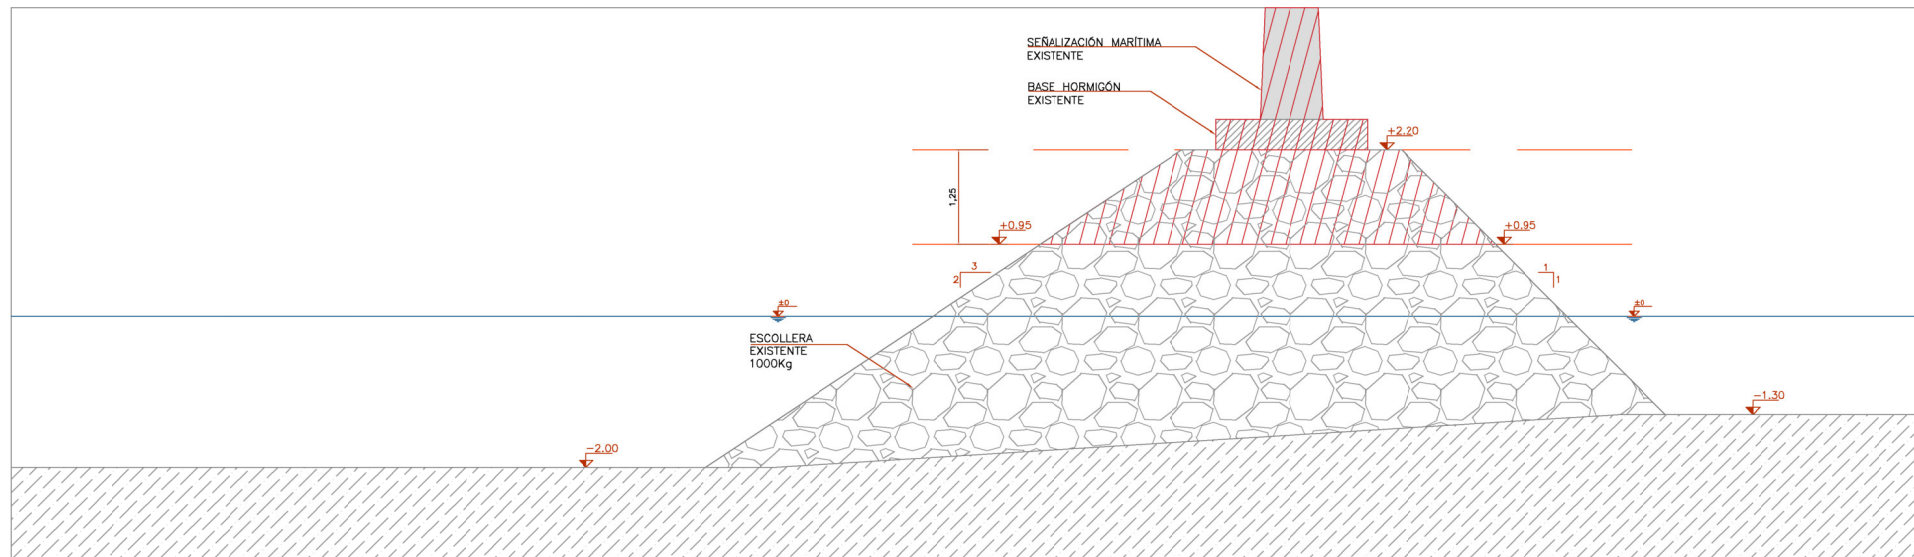 SEÑALIZACIÓN MARÍTIMA
EXISTENTE
BASE HORMIGÓN
EXISTENTE
+2.20
1,25
+0.95
+0.95
3
2
1
1
±0
±0
ESCOLLERA
EXISTENTE
1000Kg
-1.30
-2.00